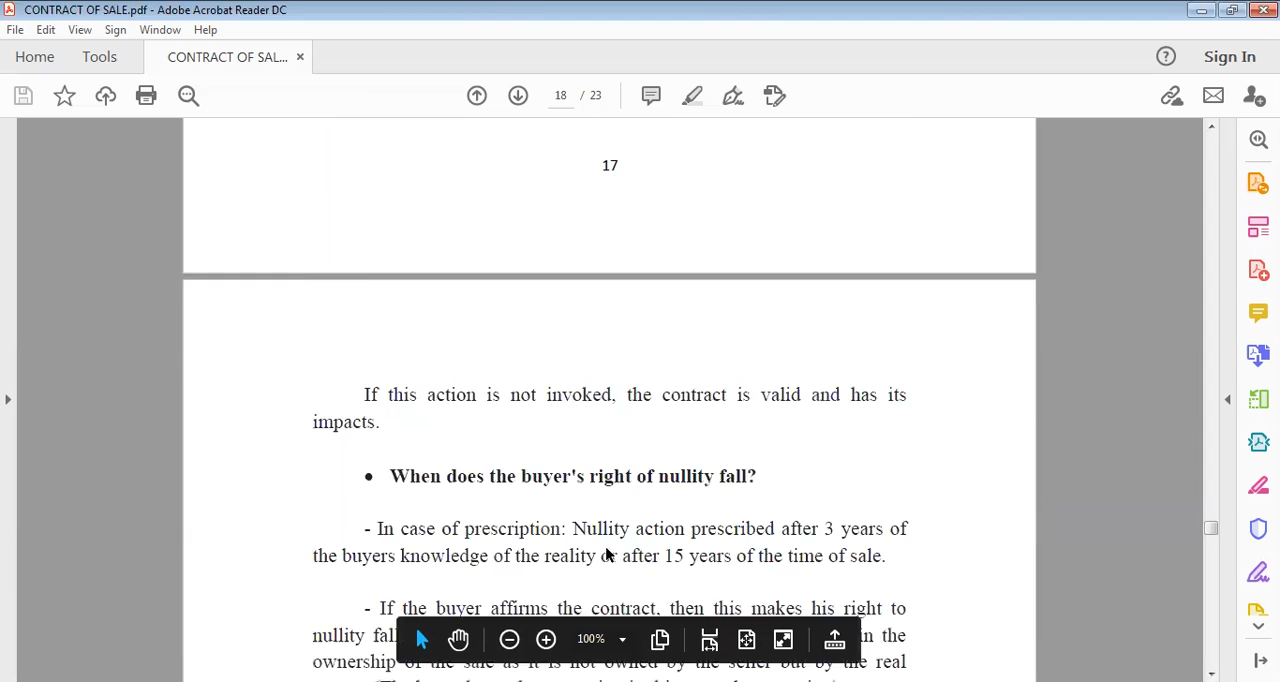 CONTRACT OF SALE.pdf - Adobe Acrobat Reader DC
File Edit View Sign Window Help
Home Tools CONTRACT OF SAL... × Sign In
18 / 23
17
If this action is not invoked, the contract is valid and has its
impacts.
• When does the buyer's right of nullity fall?
- In case of prescription: Nullity action prescribed after 3 years of
the buyers knowledge of the reality or after 15 years of the time of sale.
- If the buyer affirms the contract, then this makes his right to
nullity in the
100%
ownership of the sale as it is not owned by the seller but by the real